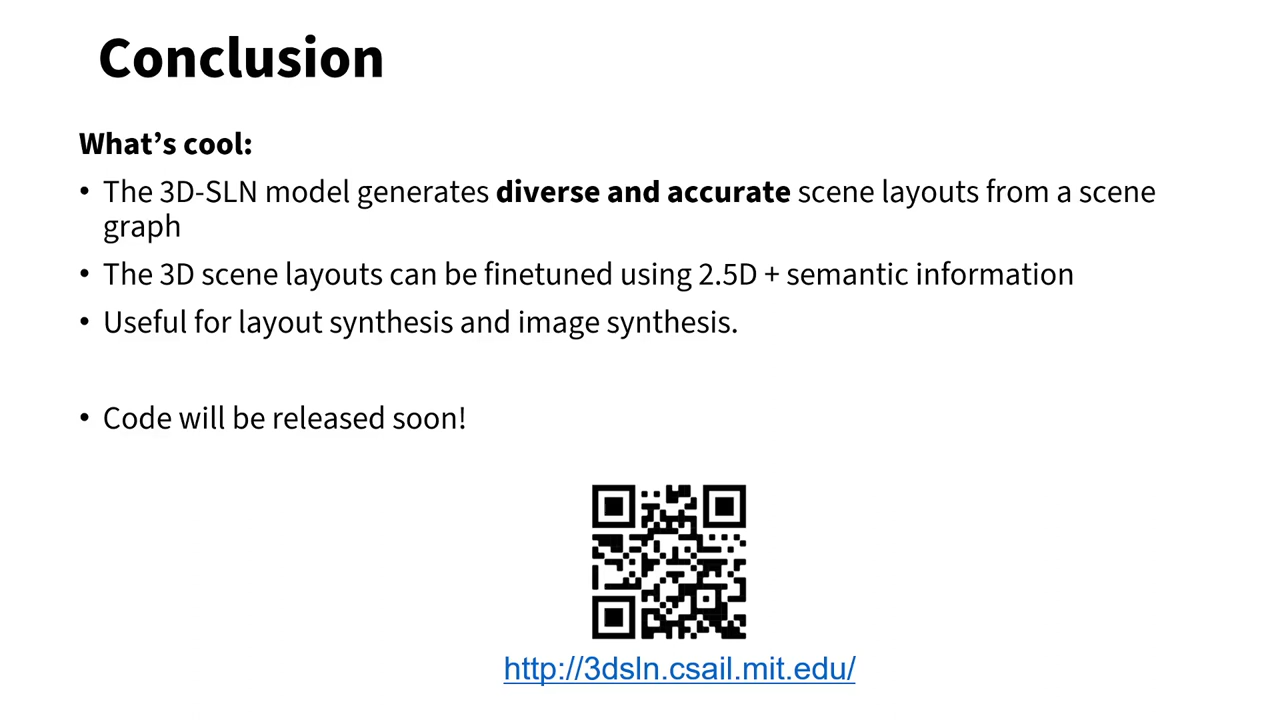 Conclusion
What’s cool:
• The 3D-SLN model generates diverse and accurate scene layouts from a scene
graph
• The 3D scene layouts can be finetuned using 2.5D + semantic information
• Useful for layout synthesis and image synthesis.
• Code will be released soon!
http://3dsln.csail.mit.edu/